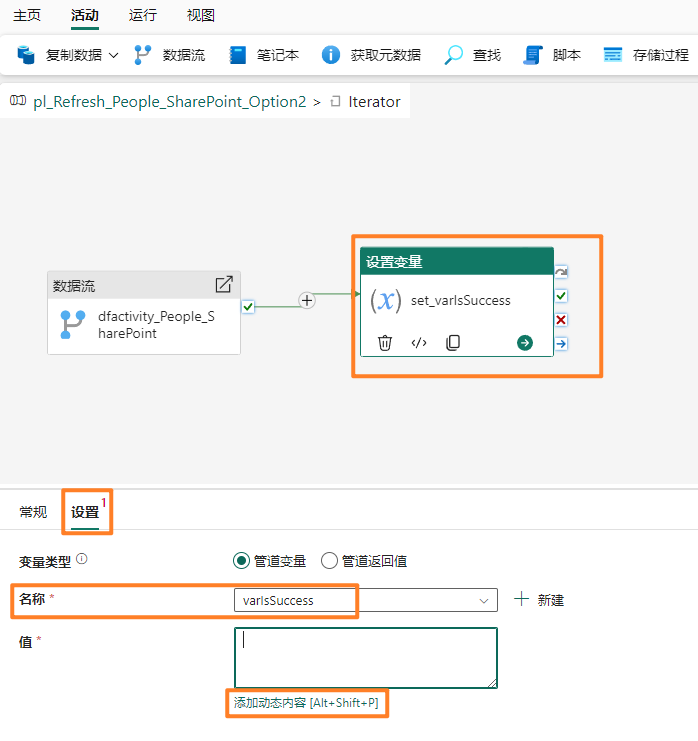 主页 活动 运行 视图
复制数据 数据流 笔记本 获取元数据 查找 脚本 存储过程
pl_Refresh_People_SharePoint_Option2 > Iterator
设置变量
(x) set_varIsSuccess
数据流
dfactivity_People_S
harePoint
常规 设置 1
变量类型 管道变量 管道返回值
名称 * varIsSuccess 新建
值 *
添加动态内容 [Alt+Shift+P]